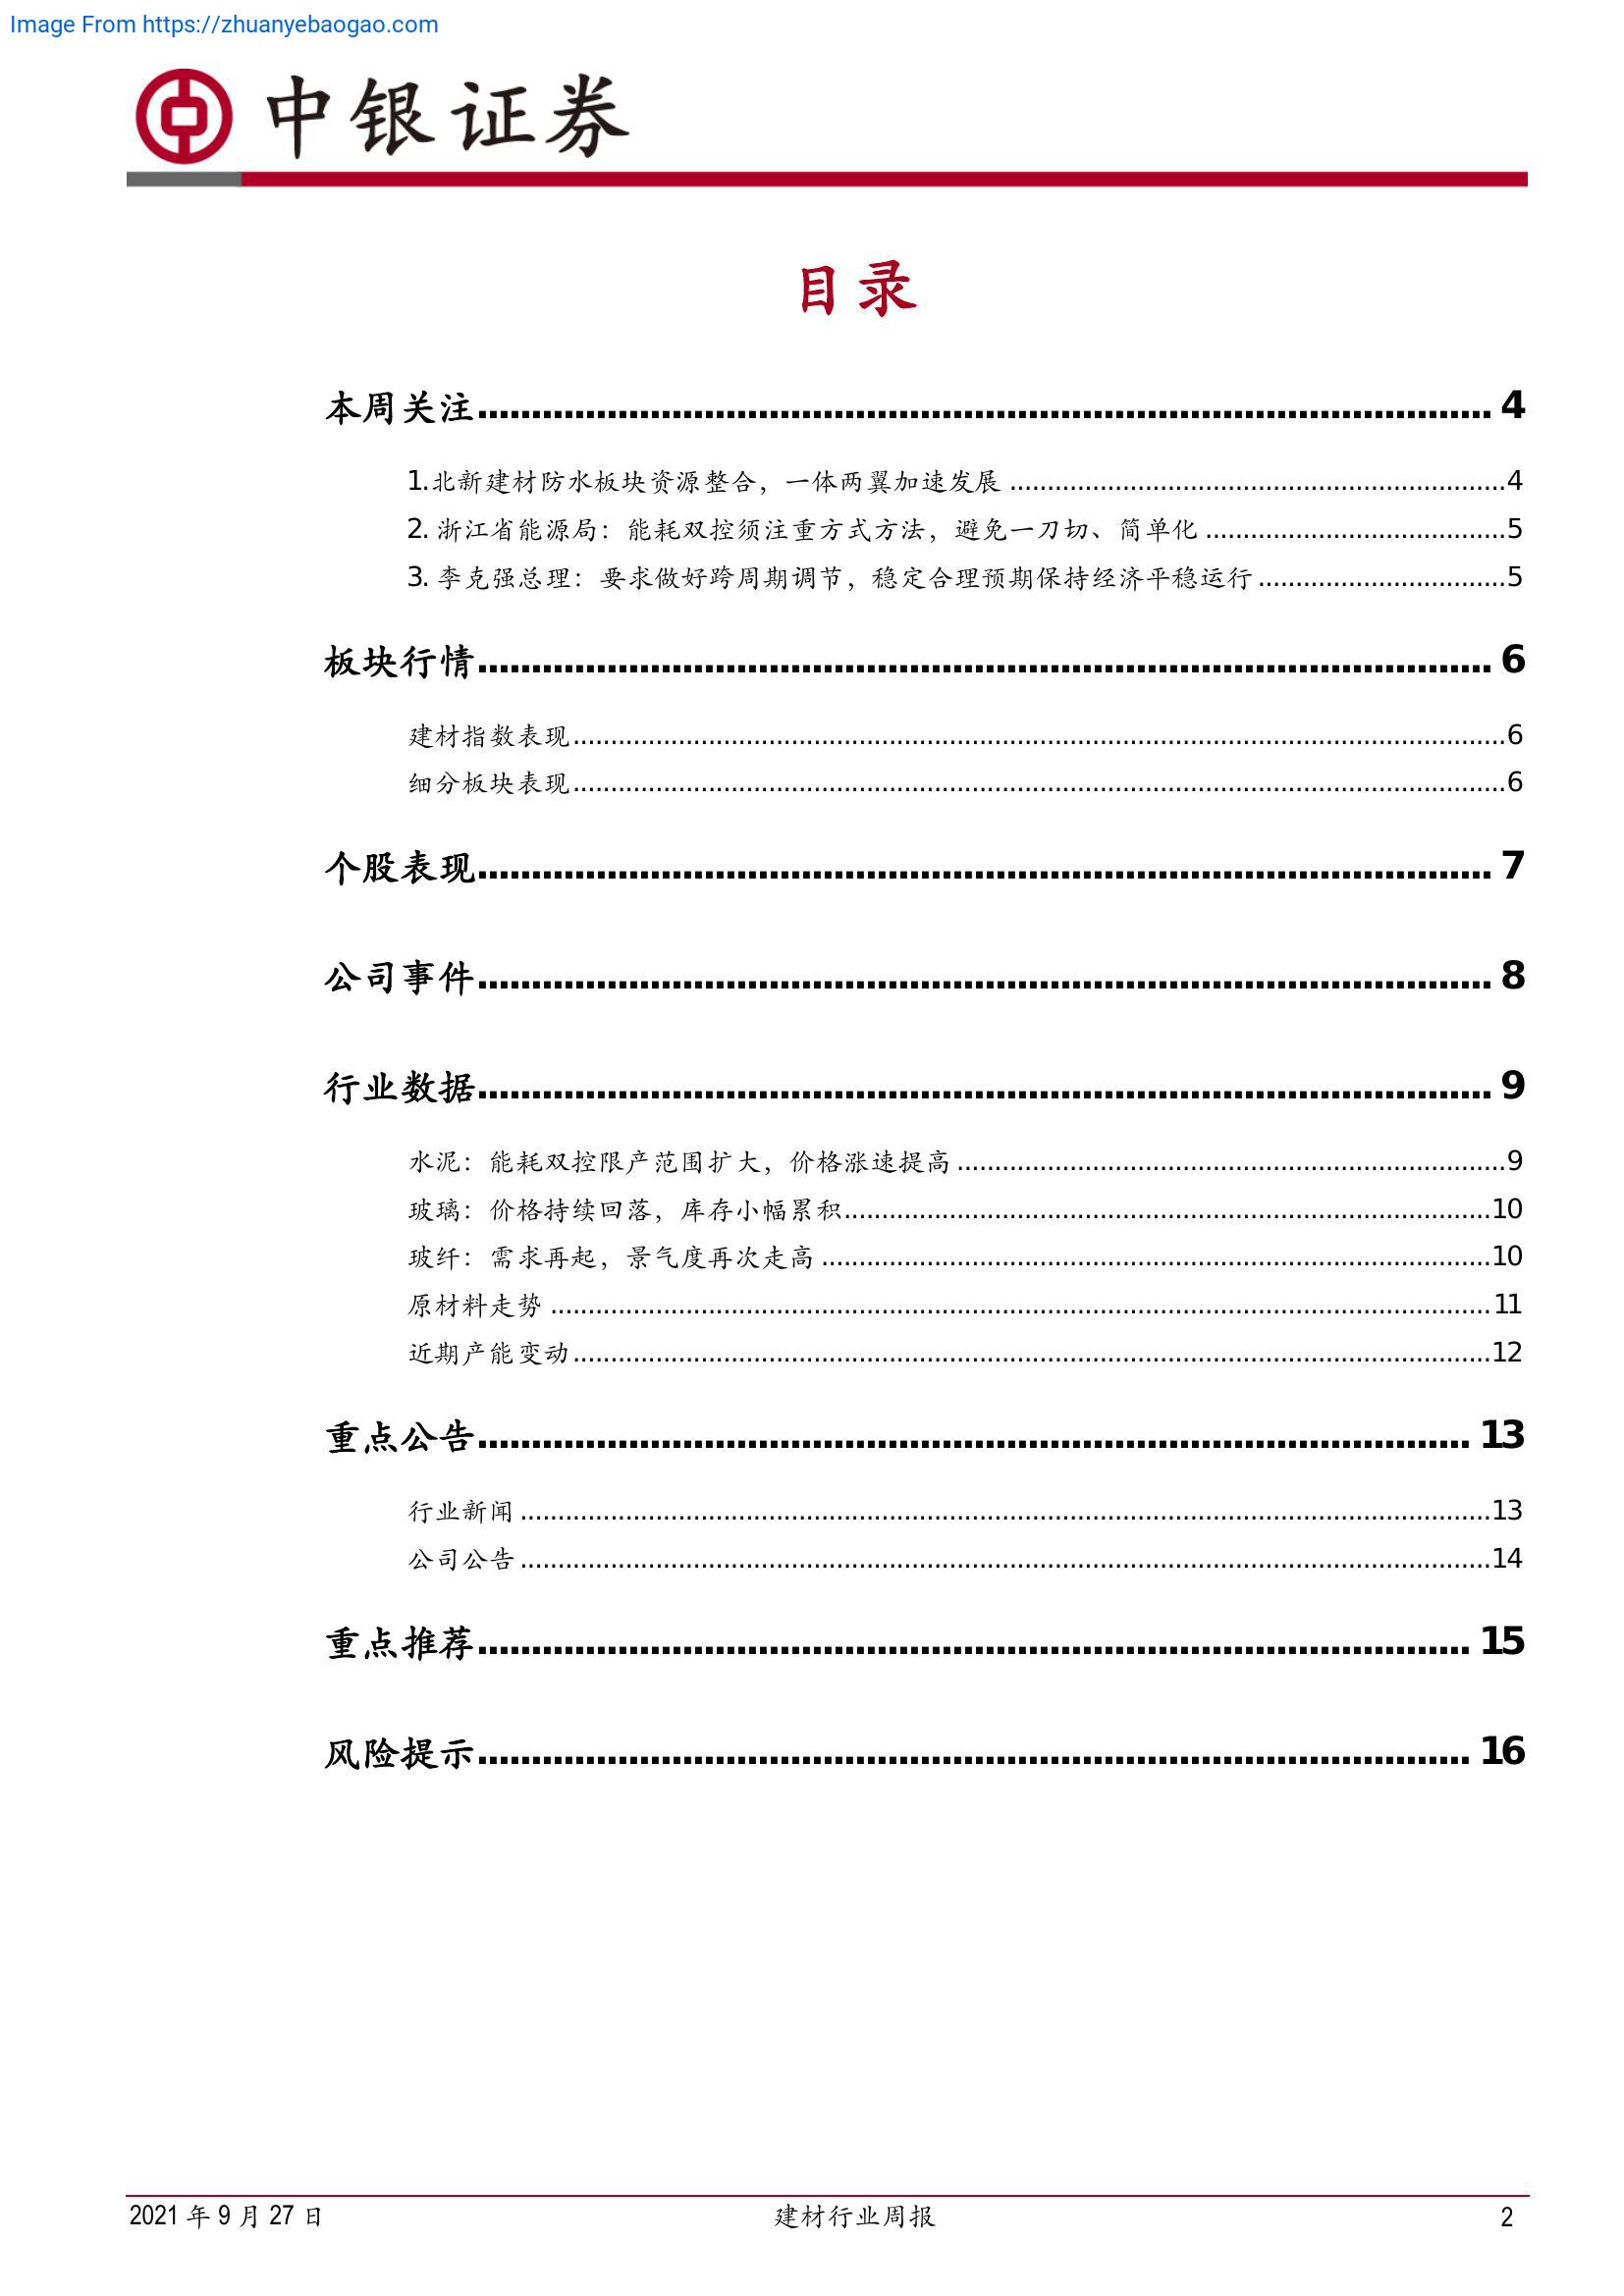 Image From https://zhuanyebaogao.com
中银证券
目录
本周关注 4
1.北新建材防水板块资源整合，一体两翼加速发展 4
2. 浙江省能源局：能耗双控须注重方式方法，避免一刀切、简单化 5
3. 李克强总理：要求做好跨周期调节，稳定合理预期保持经济平稳运行 5
板块行情 6
建材指数表现 6
细分板块表现 6
个股表现 7
公司事件 8
行业数据 9
水泥：能耗双控限产范围扩大，价格涨速提高 9
玻璃：价格持续回落，库存小幅累积 10
玻纤：需求再起，景气度再次走高 10
原材料走势 11
近期产能变动 12
重点公告 13
行业新闻 13
公司公告 14
重点推荐 15
风险提示 16
2021 年 9 月 27 日 建材行业周报 2